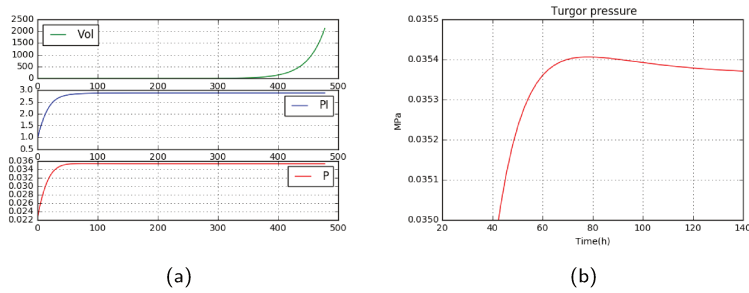 2500
2000
1500
1000
500
0
Vol
0 100 200 300 400 500
3.0
2.5
2.0
1.5
1.0
0.5
PI
0 100 200 300 400 500
0.036
0.034
0.032
0.030
0.028
0.026
0.024
0.022
P
0 100 200 300 400 500
(a)
Turgor pressure
0.0355
0.0354
0.0353
0.0352
0.0351
0.0350
MPa
20 40 60 80 100 120 140
Time(h)
(b)